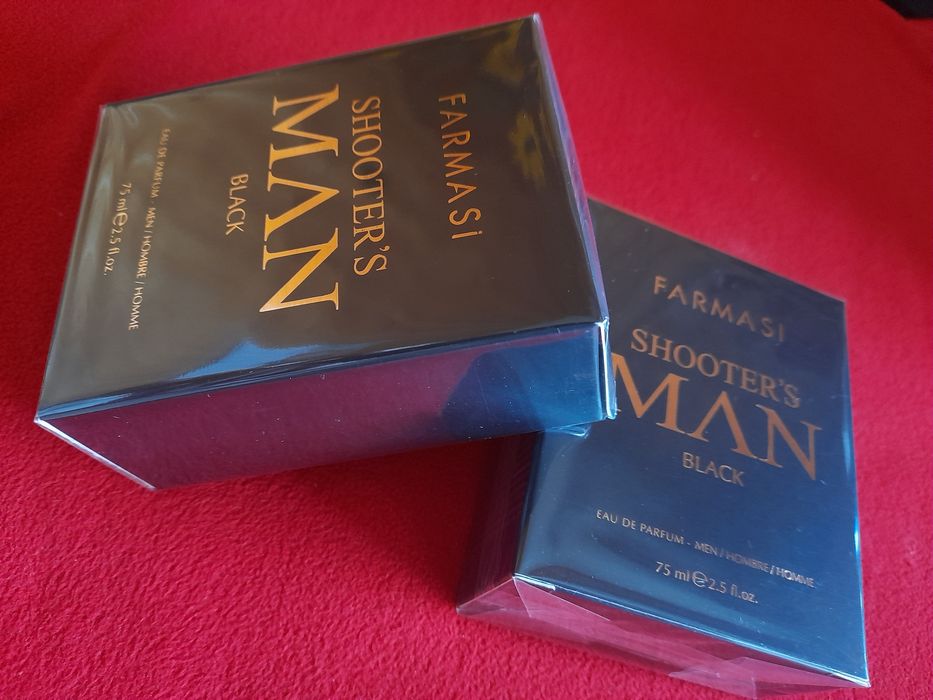 FARMASi
SHOOTER'S
MAN
BLACK
EAU DE PARFUM - MEN / HOMBRE / HOMME
75 ml ℮ 2.5 fl.oz.
FARMASi
SHOOTER'S
MAN
BLACK
EAU DE PARFUM - MEN / HOMBRE / HOMME
75 ml ℮ 2.5 fl.oz.